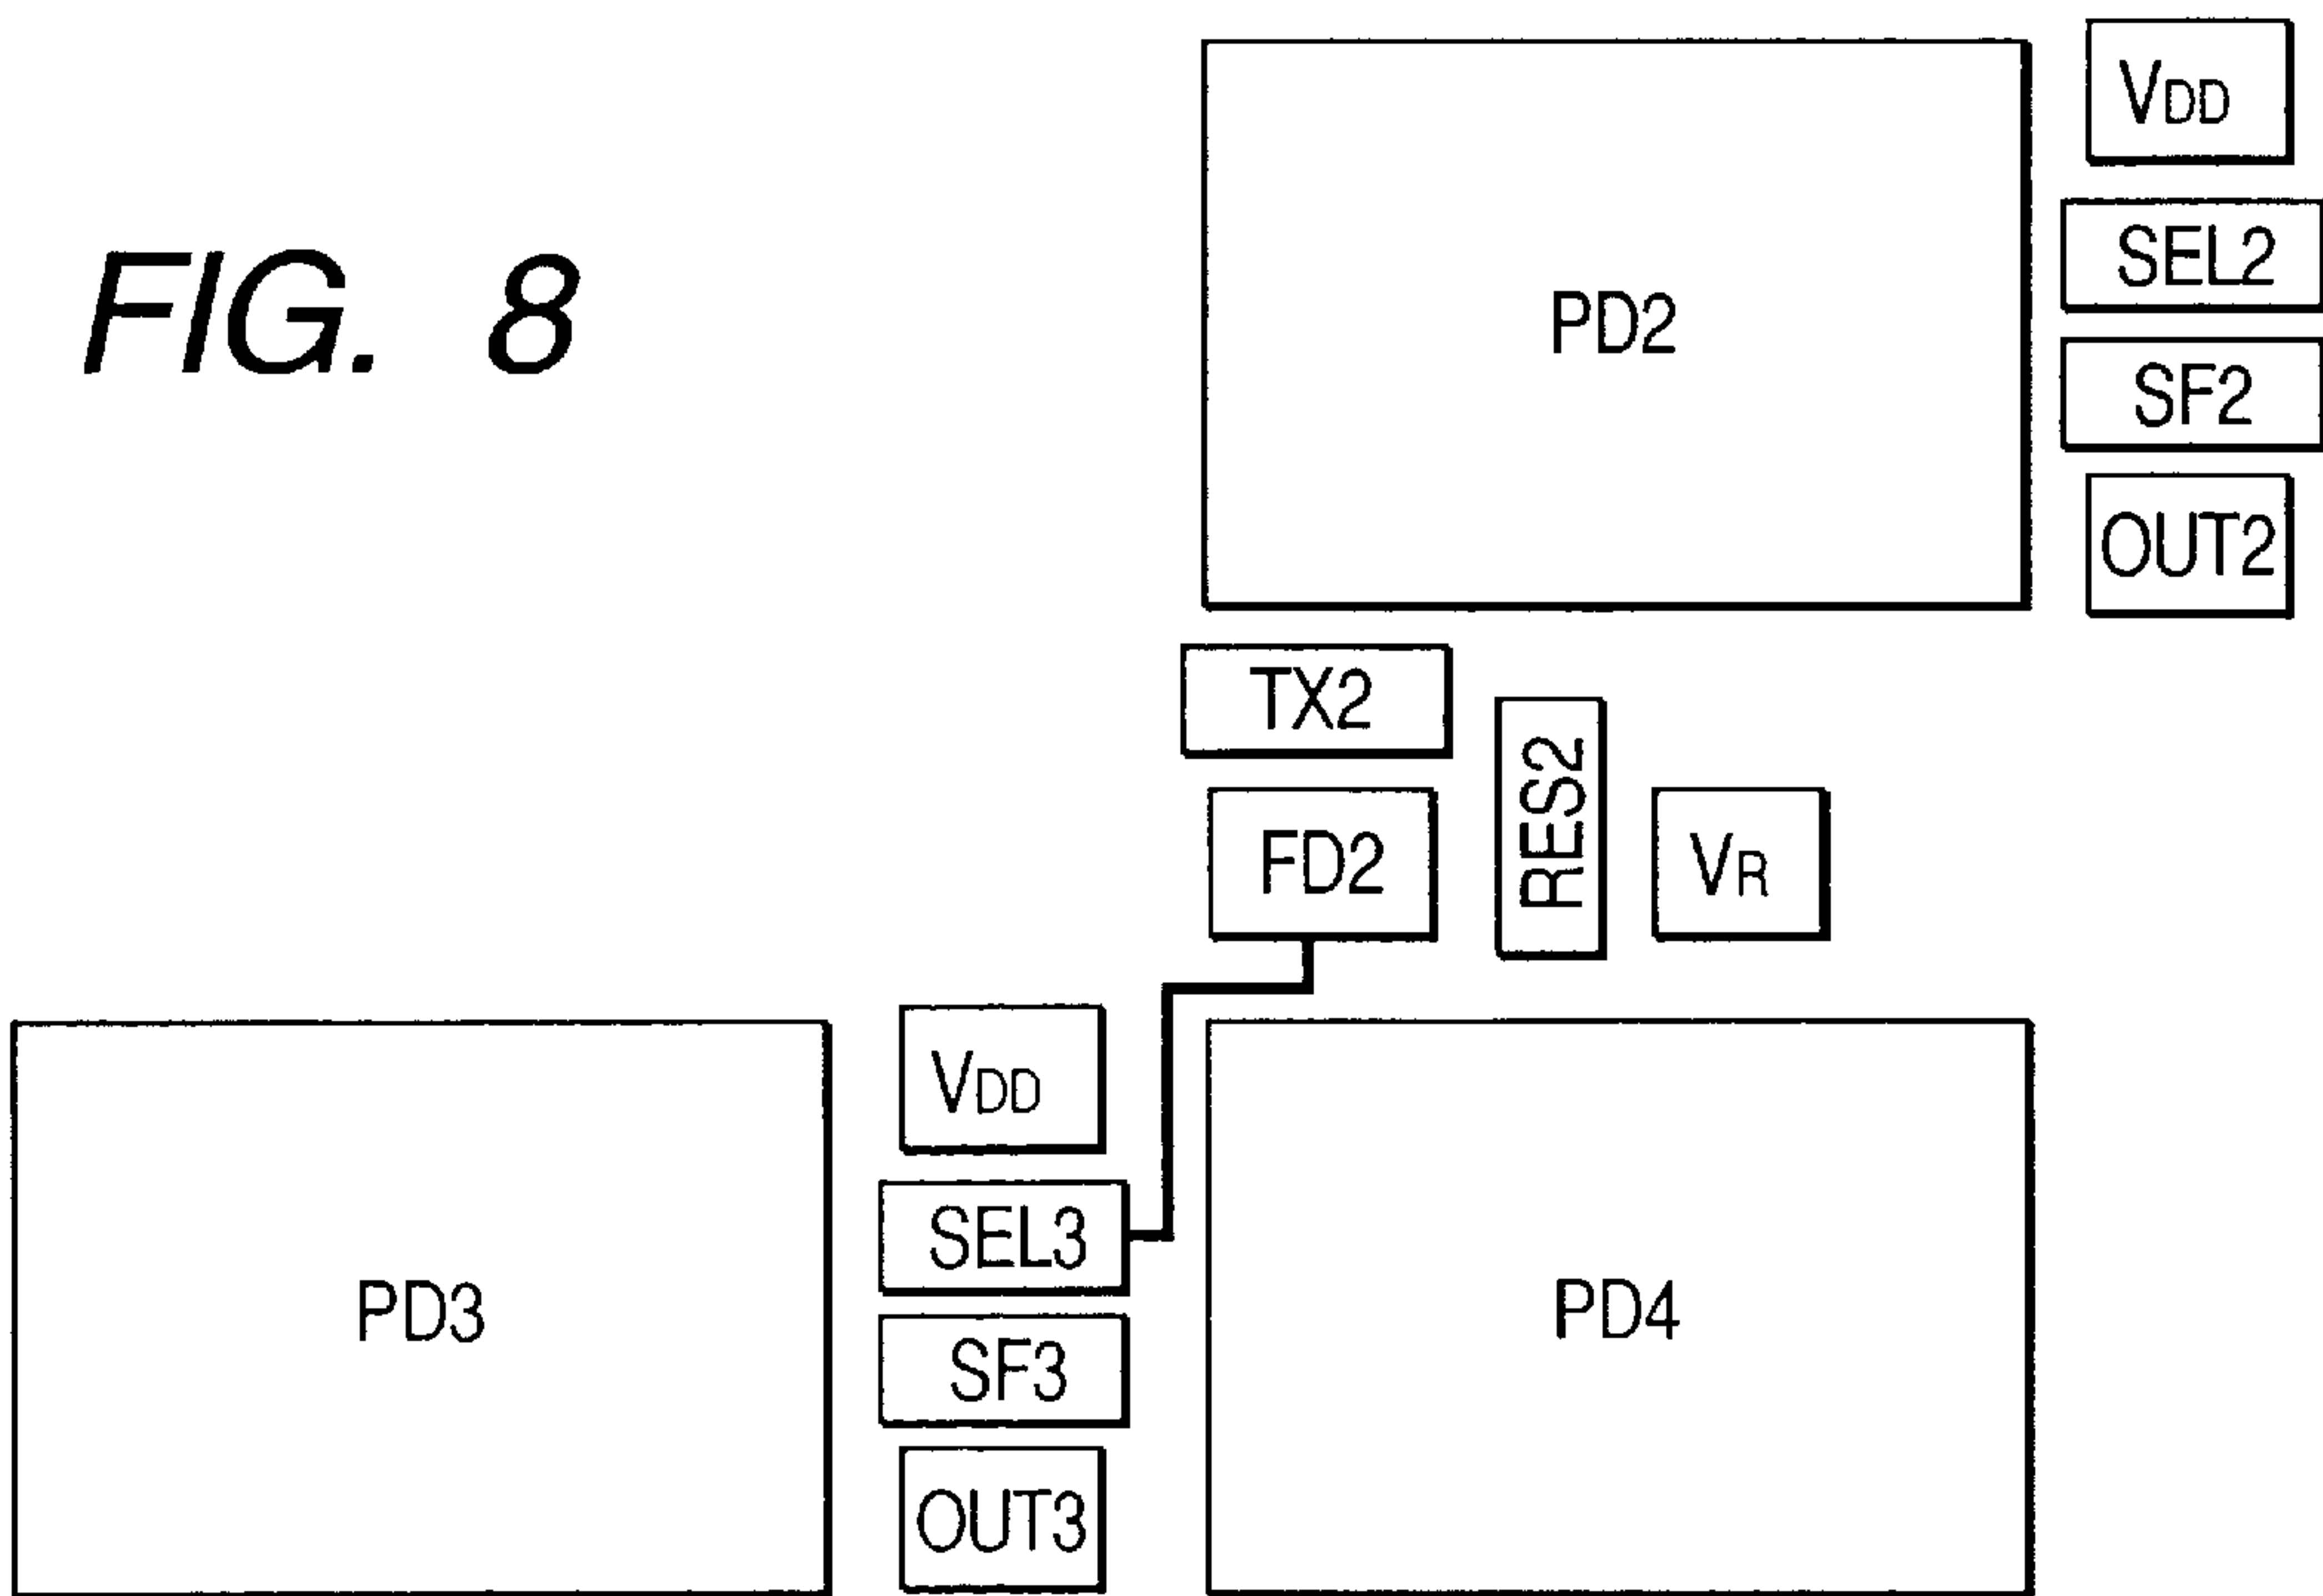 FIG. 8
VDD
SEL2
PD2
SF2
OUT2
TX2
RES2
FD2
VR
VDD
SEL3
PD3
PD4
SF3
OUT3